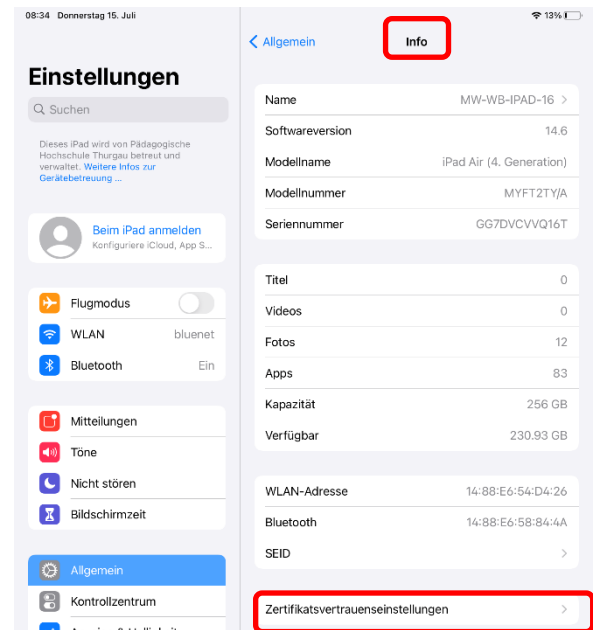 08:34 Donnerstag 15. Juli
13%
Allgemein
Info
Einstellungen
Suchen
Dieses iPad wird von Pädagogische
Hochschule Thurgau betreut und
verwaltet. Weitere Infos zur
Gerätebetreuung ...
Beim iPad anmelden
Konfiguriere iCloud, App S...
Flugmodus
WLAN bluenet
Bluetooth Ein
Mitteilungen
Töne
Nicht stören
Bildschirmzeit
Allgemein
Kontrollzentrum
Name MW-WB-IPAD-16
Softwareversion 14.6
Modellname iPad Air (4. Generation)
Modellnummer MYFT2TY/A
Seriennummer GG7DVCVVQ16T
Titel 0
Videos 0
Fotos 12
Apps 83
Kapazität 256 GB
Verfügbar 230.93 GB
WLAN-Adresse 14:88:E6:54:D4:26
Bluetooth 14:88:E6:58:84:4A
SEID
Zertifikatsvertrauenseinstellungen